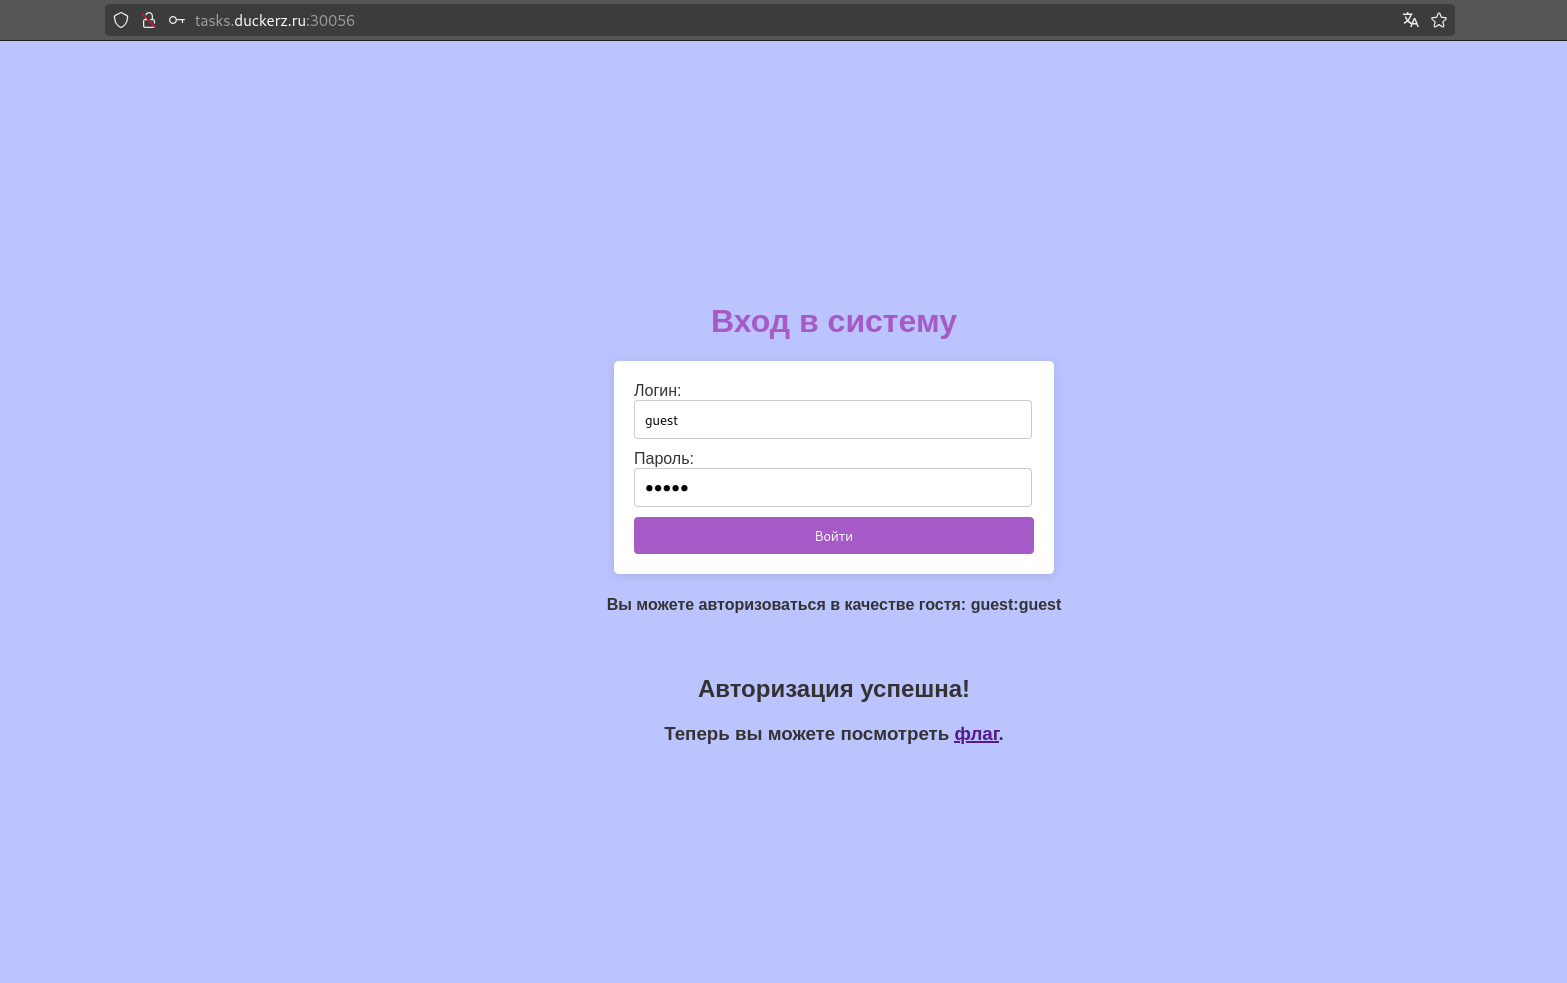 tasks.duckerz.ru:30056
Вход в систему
Логин:
guest
Пароль:
●●●●●
Войти
Вы можете авторизоваться в качестве гостя: guest:guest
Авторизация успешна!
Теперь вы можете посмотреть флаг.